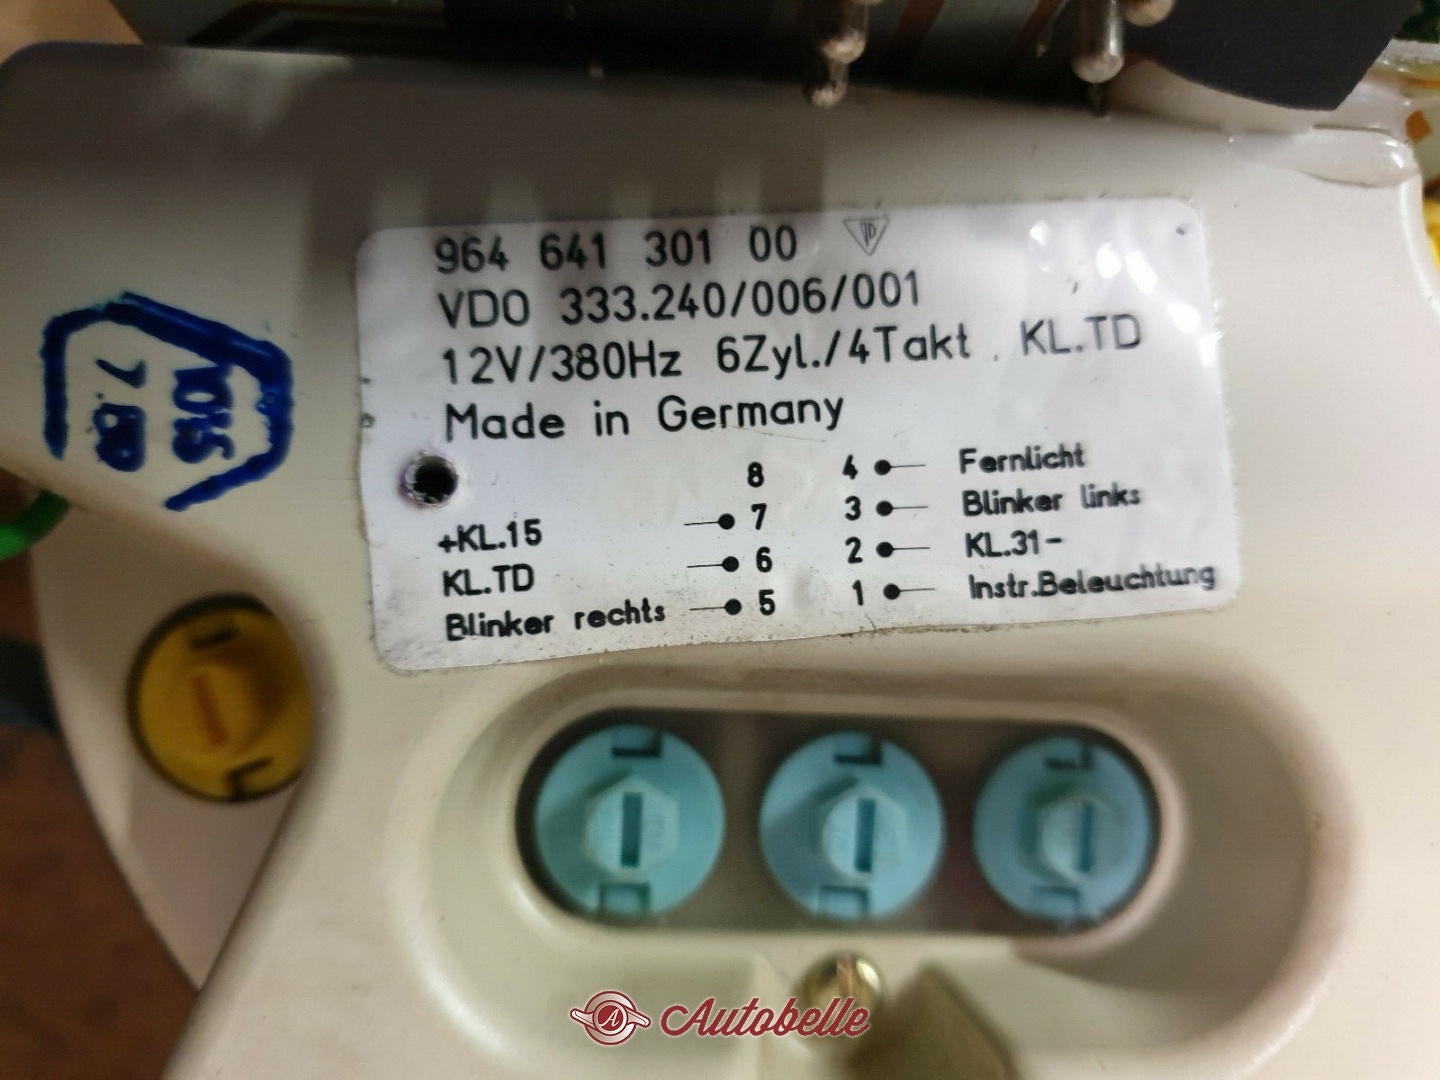 964 641 301 00
VDO 333.240/006/001
12V/380Hz 6Zyl./4Takt KL.TD
Made in Germany
8
+KL.15 7
KL.TD 6
Blinker rechts 5
4 Fernlicht
3 Blinker links
2 KL.31-
1 Instr.Beleuchtung
A Autobelle